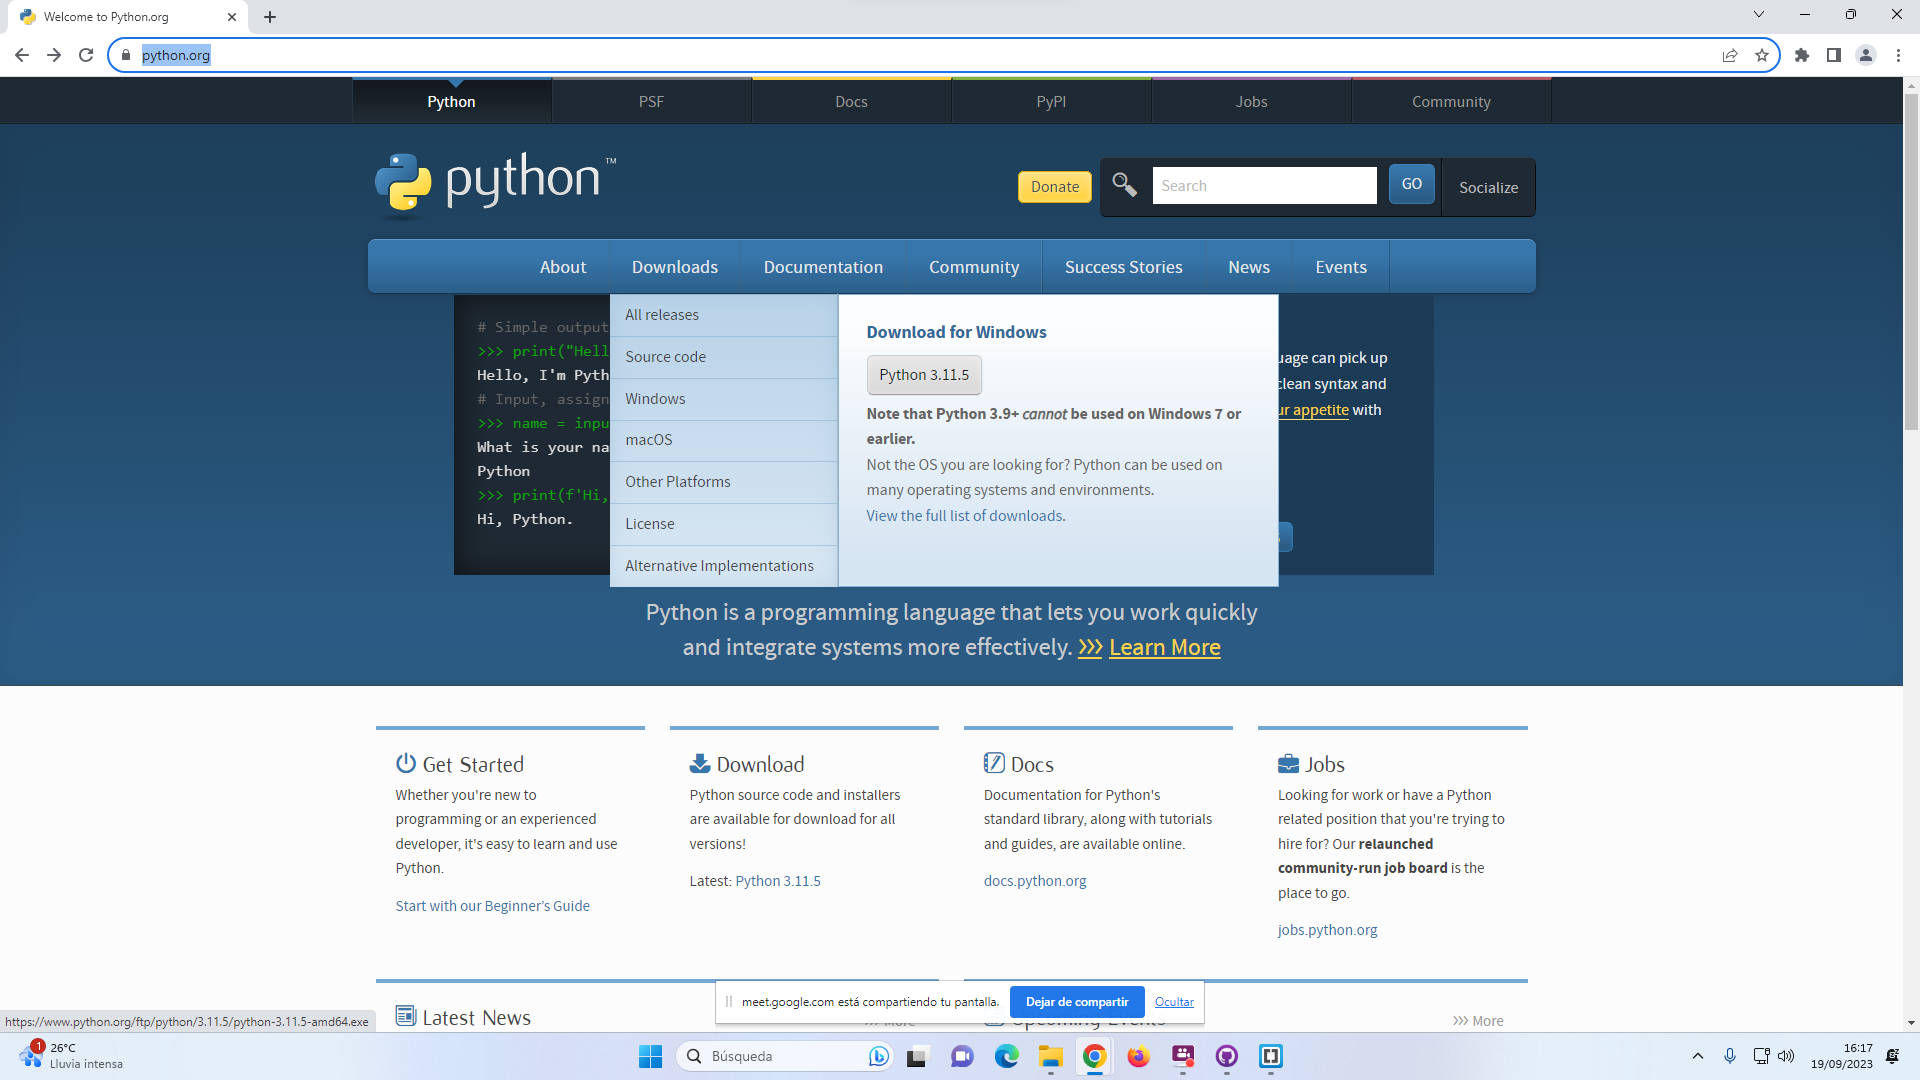 Welcome to Python.org
python.org
Python
PSF
Docs
PyPI
Jobs
Community
python™
Donate
Search
GO
Socialize
About
Downloads
Documentation
Community
Success Stories
News
Events
# Simple output
>>> print("Hell
Hello, I'm Pyth
# Input, assign
>>> name = inpu
What is your na
Python
>>> print(f'Hi,
Hi, Python.
All releases
Source code
Windows
macOS
Other Platforms
License
Alternative Implementations
Download for Windows
Python 3.11.5
Note that Python 3.9+ cannot be used on Windows 7 or
earlier.
Not the OS you are looking for? Python can be used on
many operating systems and environments.
View the full list of downloads.
uage can pick up
clean syntax and
ur appetite with
Python is a programming language that lets you work quickly
and integrate systems more effectively. >>> Learn More
Get Started
Whether you're new to
programming or an experienced
developer, it's easy to learn and use
Python.
Start with our Beginner's Guide
Download
Python source code and installers
are available for download for all
versions!
Latest: Python 3.11.5
Docs
Documentation for Python's
standard library, along with tutorials
and guides, are available online.
docs.python.org
Jobs
Looking for work or have a Python
related position that you're trying to
hire for? Our relaunched
community-run job board is the
place to go.
jobs.python.org
Latest News
>>> More
Upcoming Events
>>> More
meet.google.com está compartiendo tu pantalla.
Dejar de compartir
Ocultar
https://www.python.org/ftp/python/3.11.5/python-3.11.5-amd64.exe
1
26°C
Lluvia intensa
Búsqueda
16:17
19/09/2023